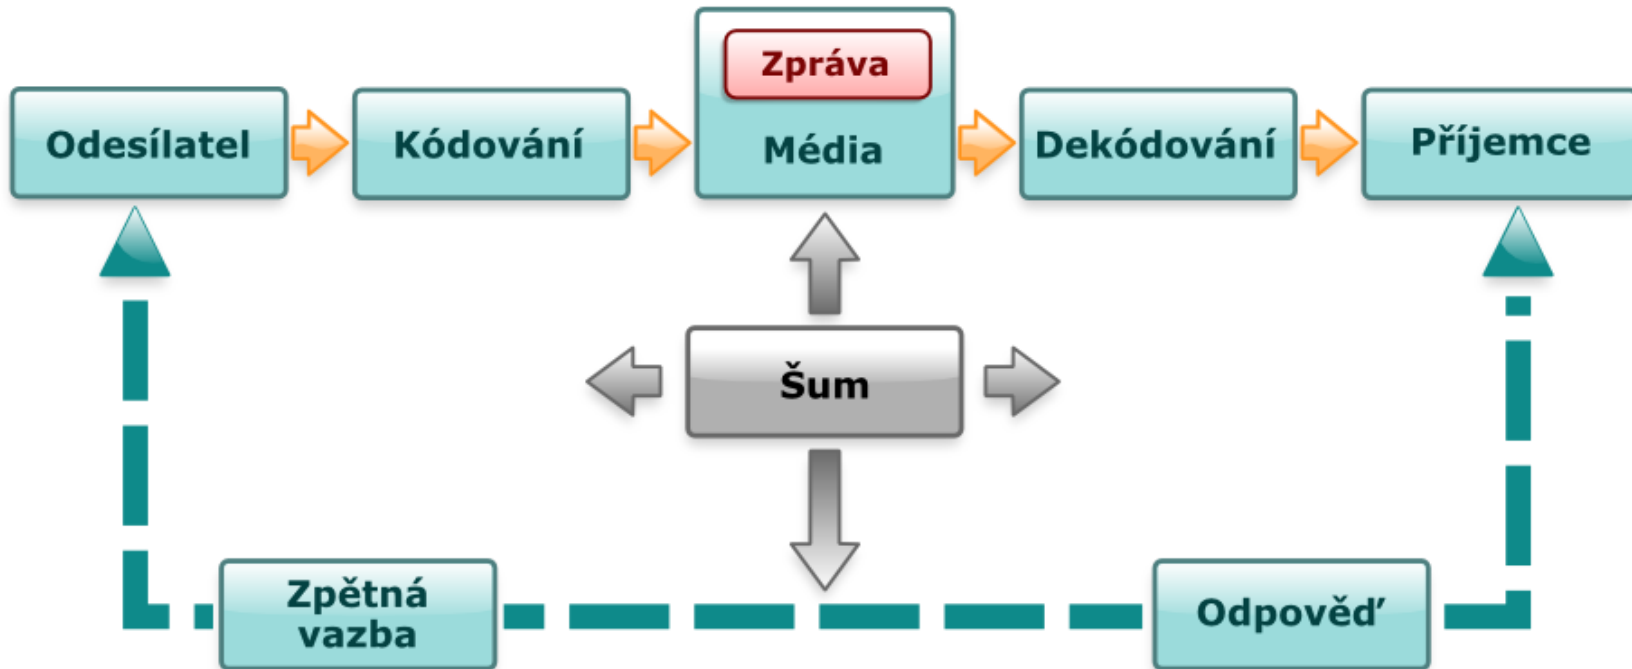 Zpráva
Odesílatel
Kódování
Média
Dekódování
Příjemce
Šum
Zpětná
vazba
Odpověď